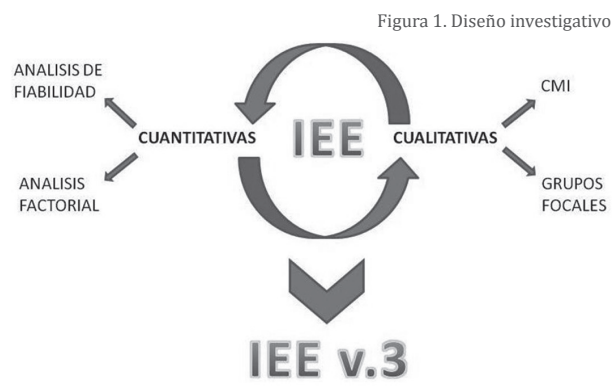 Figura 1. Diseño investigativo
ANALISIS DE
FIABILIDAD
CMI
CUANTITATIVAS
IEE
CUALITATIVAS
ANALISIS
FACTORIAL
GRUPOS
FOCALES
IEE v.3